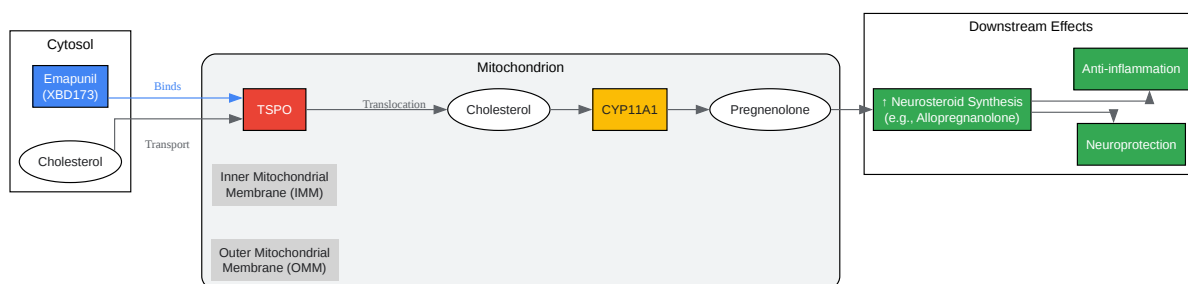 Cytosol
Emapunil
(XBD173)
Cholesterol
Binds
Transport
Mitochondrion
TSPO
Translocation
Cholesterol
CYP11A1
Pregnenolone
Inner Mitochondrial
Membrane (IMM)
Outer Mitochondrial
Membrane (OMM)
Downstream Effects
↑ Neurosteroid Synthesis
(e.g., Allopregnanolone)
Anti-inflammation
Neuroprotection